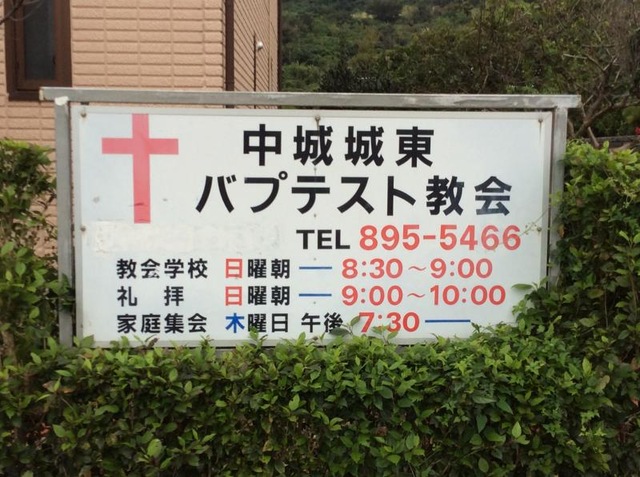 中城城東
バプテスト教会
TEL 895-5466
教会学校 日曜朝 ― 8:30～9:00
礼拝 日曜朝 ― 9:00～10:00
家庭集会 木曜日 午後 7:30 ―